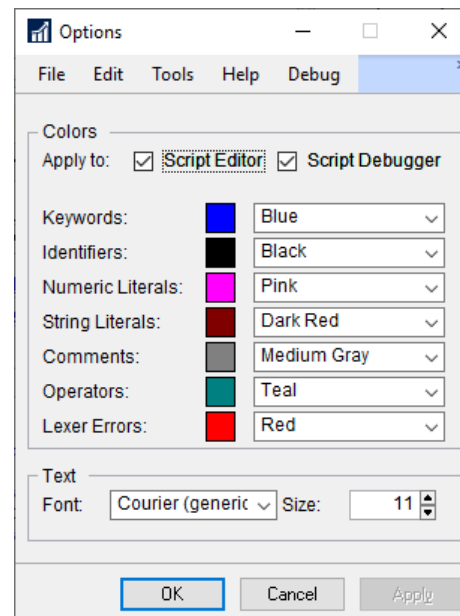 Options
File Edit Tools Help Debug
Colors
Apply to: Script Editor Script Debugger
Keywords: Blue
Identifiers: Black
Numeric Literals: Pink
String Literals: Dark Red
Comments: Medium Gray
Operators: Teal
Lexer Errors: Red
Text
Font: Courier (generic Size: 11
OK Cancel Apply